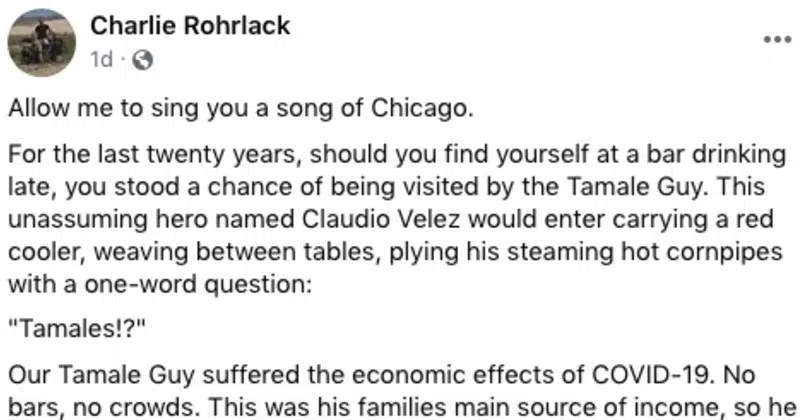 Charlie Rohrlack
1d ·
Allow me to sing you a song of Chicago.
For the last twenty years, should you find yourself at a bar drinking
late, you stood a chance of being visited by the Tamale Guy. This
unassuming hero named Claudio Velez would enter carrying a red
cooler, weaving between tables, plying his steaming hot cornpipes
with a one-word question:
"Tamales!?"
Our Tamale Guy suffered the economic effects of COVID-19. No
bars, no crowds. This was his families main source of income, so he